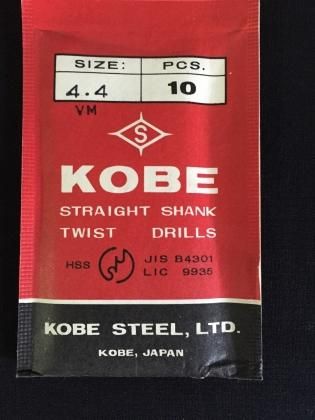 SIZE: PCS.
4.4 10
VM
S
KOBE
STRAIGHT SHANK
TWIST DRILLS
HSS JIS B4301
LIC 9935
KOBE STEEL, LTD.
KOBE, JAPAN